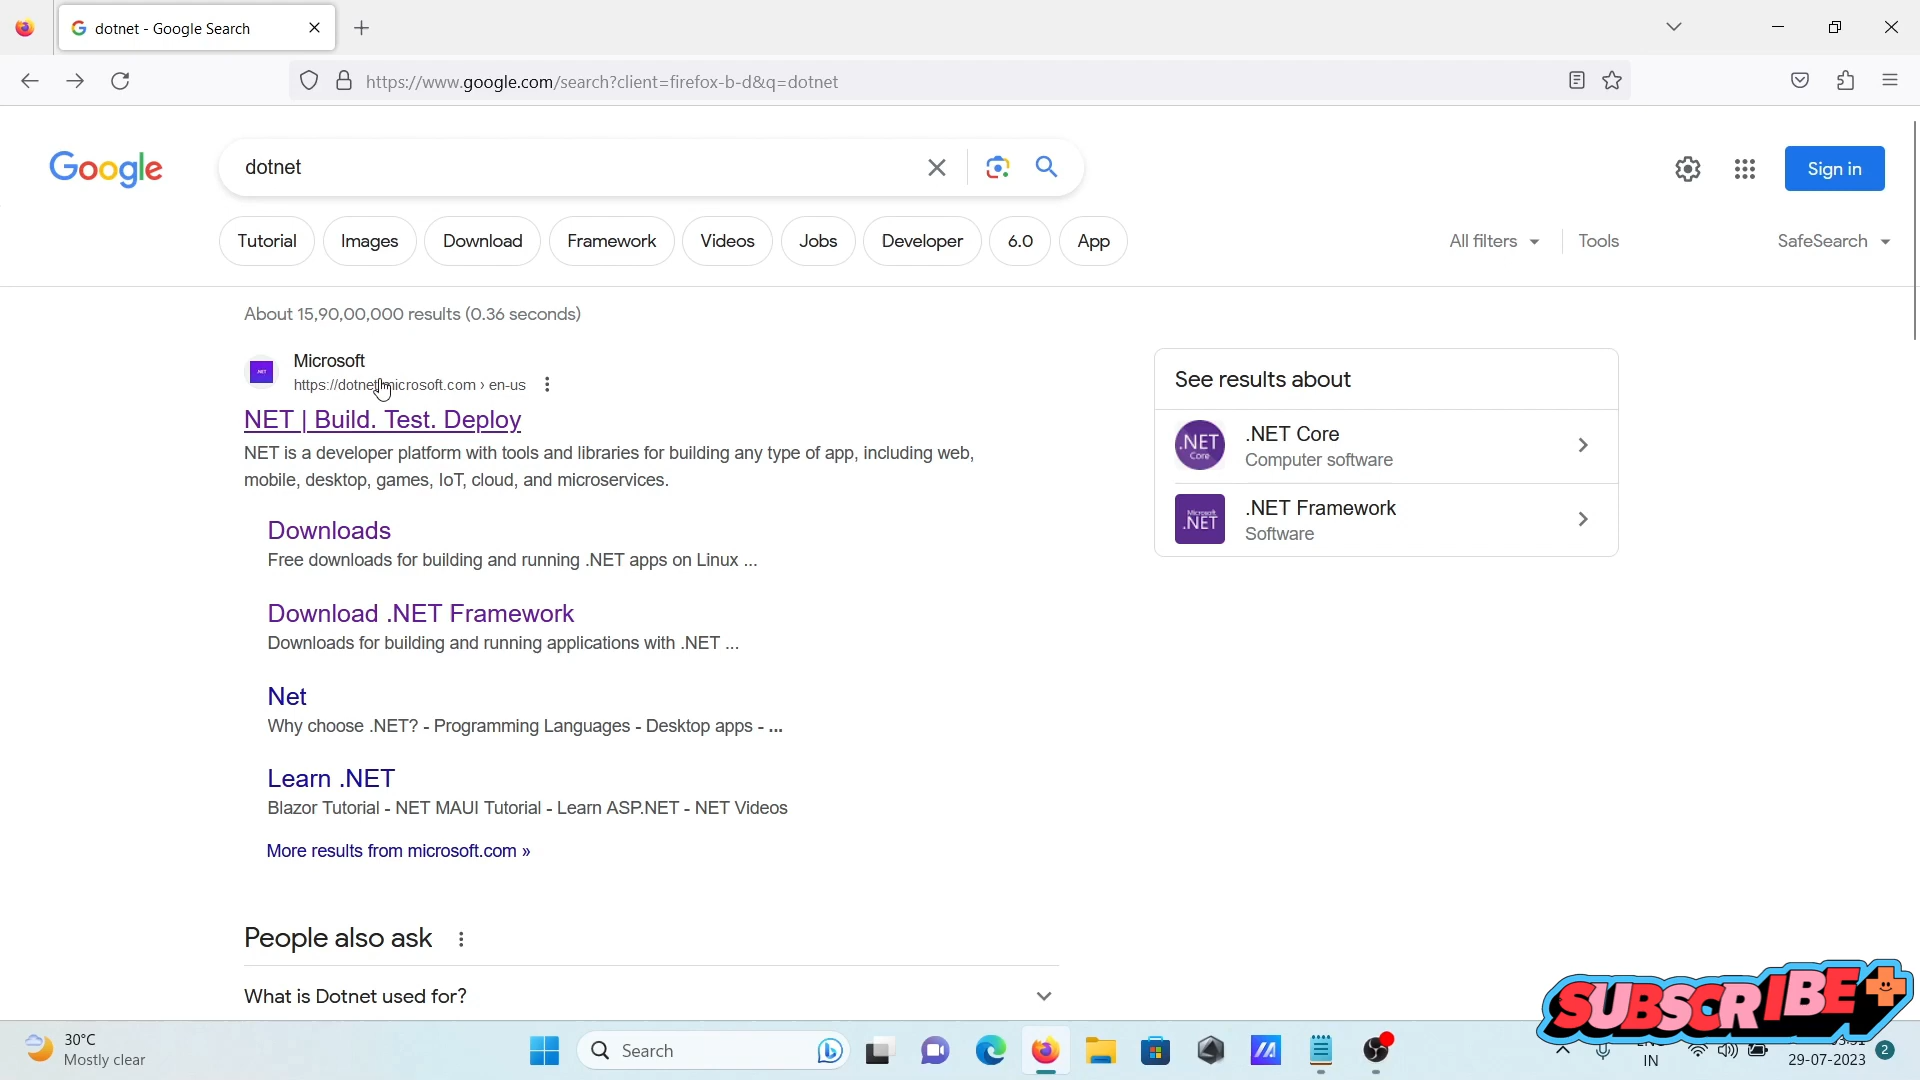 dotnet - Google Search
https://www.google.com/search?client=firefox-b-d&q=dotnet
Google
dotnet
Sign in
Tutorial Images Download Framework Videos Jobs Developer 6.0 App
All filters Tools SafeSearch
About 15,90,00,000 results (0.36 seconds)
Microsoft
https://dotnet.microsoft.com › en-us
NET | Build. Test. Deploy
NET is a developer platform with tools and libraries for building any type of app, including web,
mobile, desktop, games, IoT, cloud, and microservices.
Downloads
Free downloads for building and running .NET apps on Linux ...
Download .NET Framework
Downloads for building and running applications with .NET ...
Net
Why choose .NET? - Programming Languages - Desktop apps - ...
Learn .NET
Blazor Tutorial - NET MAUI Tutorial - Learn ASP.NET - NET Videos
More results from microsoft.com »
See results about
.NET Core
.NET Core
Computer software
Microsoft .NET
.NET Framework
Software
People also ask
What is Dotnet used for?
SUBSCRIBE
30°C
Mostly clear
Search
IN
29-07-2023
2